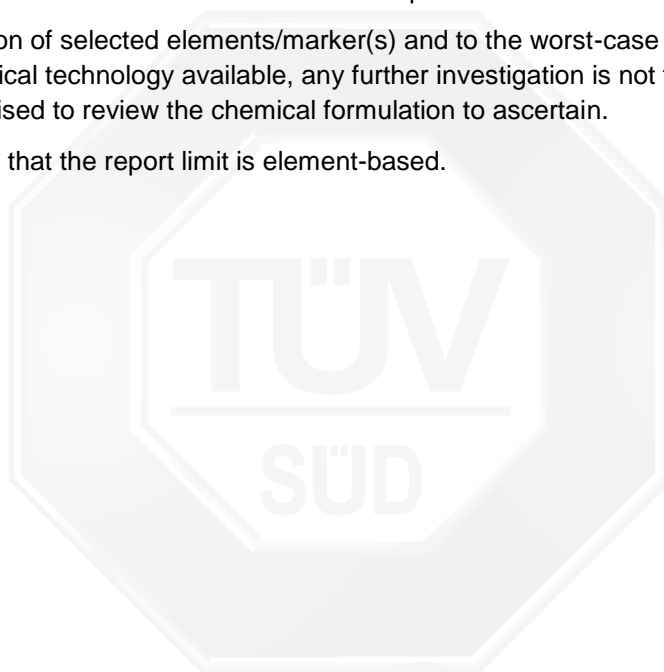 on of selected elements/marker(s) and to the worst-case
ical technology available, any further investigation is not
ised to review the chemical formulation to ascertain.
that the report limit is element-based.
TÜV
SÜD